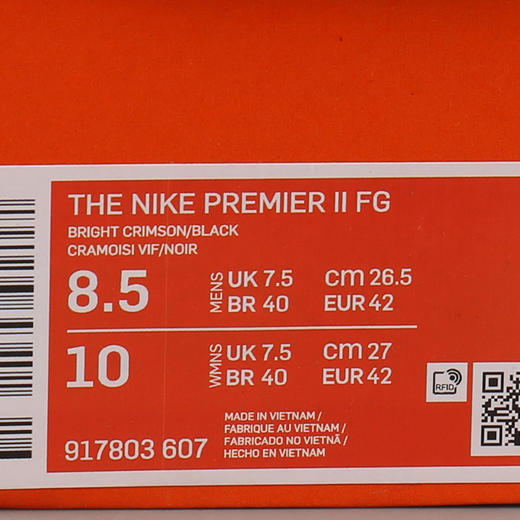 THE NIKE PREMIER II FG
BRIGHT CRIMSON/BLACK
CRAMOISI VIF/NOIR
8.5 MENS UK 7.5 CM 26.5
BR 40 EUR 42
10 WMNS UK 7.5 CM 27
BR 40 EUR 42
RFID
917803 607
MADE IN VIETNAM /
FABRIQUE AU VIETNAM /
FABRICADO NO VIETNÃ /
HECHO EN VIETNAM